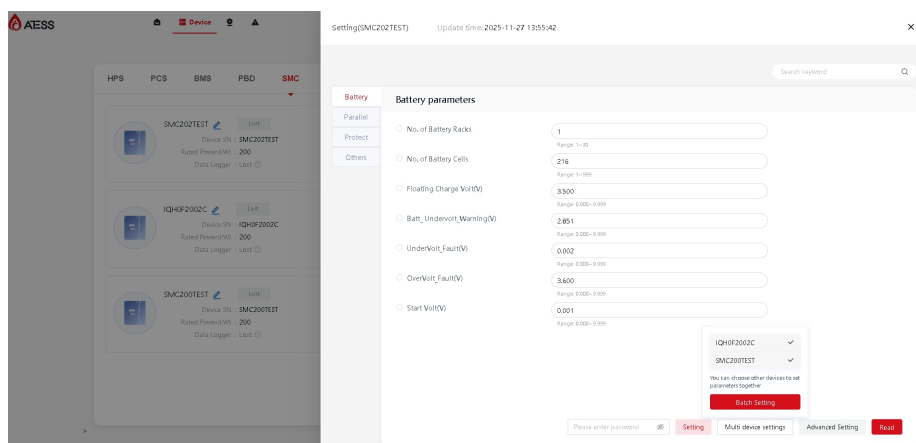 ATESS
Device
Setting(SMC202TEST) Update time: 2025-11-27 13:55:42
Search keyword
HPS PCS BMS PBD SMC
Battery
Parallel
Protect
Others
Battery parameters
No. of Battery Racks 1
Range: 1~30
No. of Battery Cells 216
Range: 1~999
Floating Charge Volt(V) 3.500
Range: 0.000~9.999
Batt_ Undervolt_Warning(V) 2.851
Range: 0.000~9.999
UnderVolt_Fault(V) 0.002
Range: 0.000~9.999
OverVolt_Fault(V) 3.600
Range: 0.000~9.999
Start Volt(V) 0.001
Range: 0.000~9.999
SMC202TEST Lost
Device SN : SMC202TEST
Rated Power(kW) : 200
Data Logger : Lost
IQH0F2002C Lost
Device SN : IQH0F2002C
Rated Power(kW) : 200
Data Logger : Lost
SMC200TEST Lost
Device SN : SMC200TEST
Rated Power(kW) : 200
Data Logger : Lost
IQH0F2002C
SMC200TEST
You can choose other devices to set
parameters together
Batch Setting
Please enter password Setting Multi device settings Advanced Setting Read
>